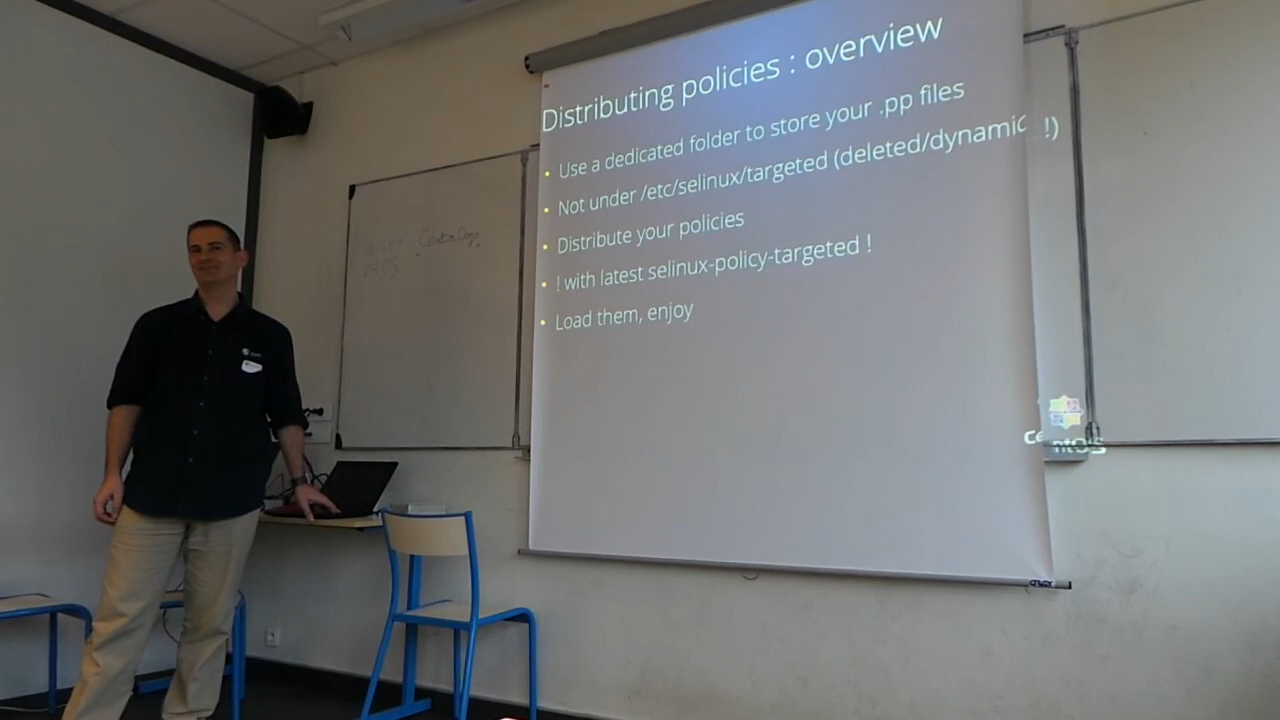 Distributing policies : overview
Use a dedicated folder to store your .pp files
Not under /etc/selinux/targeted (deleted/dynamic !)
Distribute your policies
! with latest selinux-policy-targeted !
Load them, enjoy
centOS